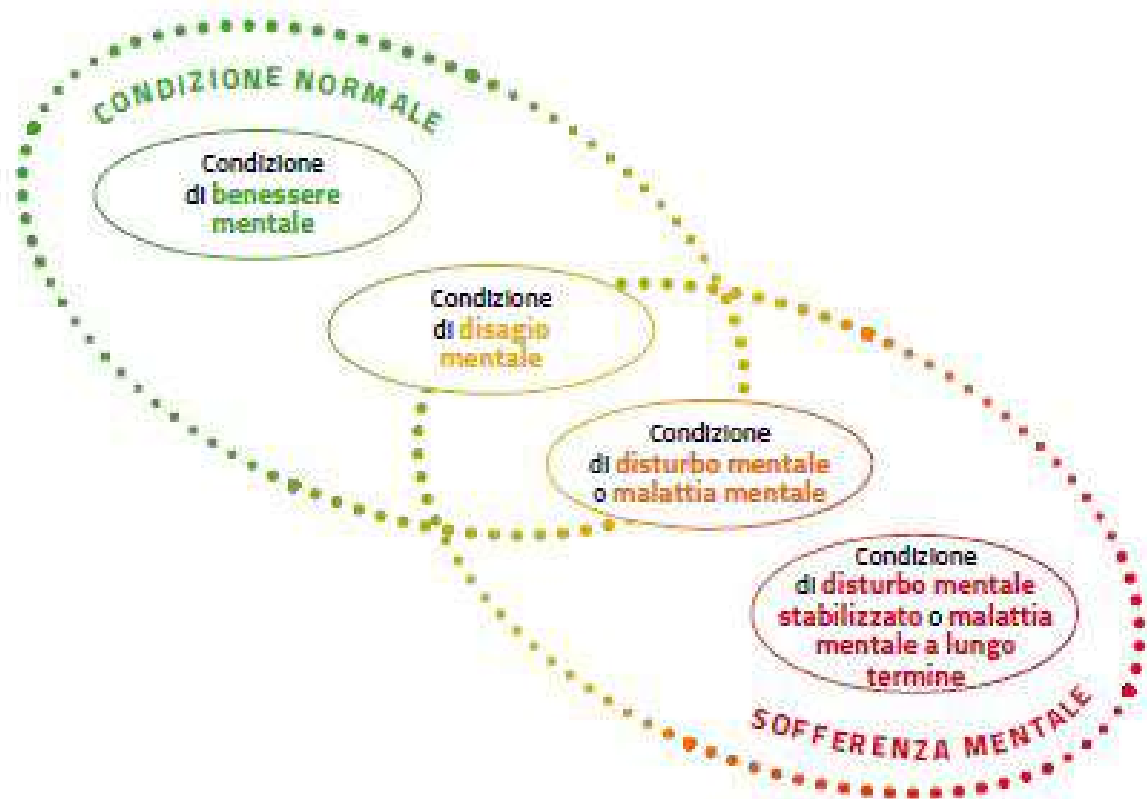 CONDIZIONE NORMALE
Condizione
di benessere
mentale
Condizione
di disagio
mentale
Condizione
di disturbo mentale
o malattia mentale
Condizione
di disturbo mentale
stabilizzato o malattia
mentale a lungo
termine
SOFFERENZA MENTALE